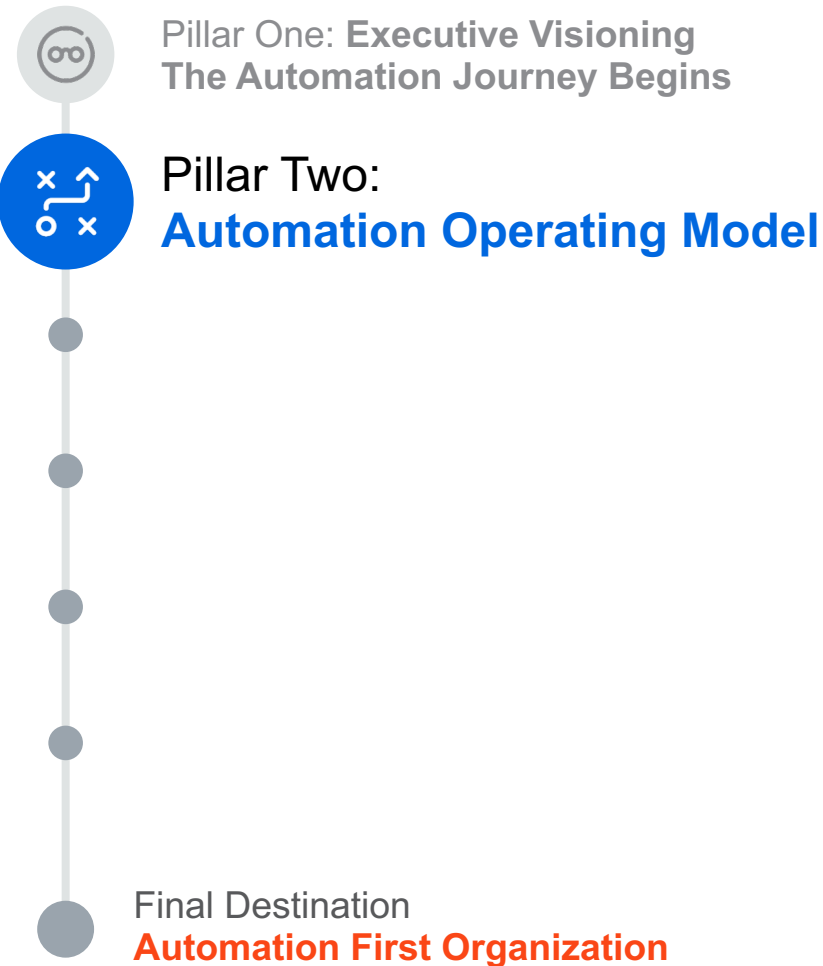 Pillar One: Executive Visioning
The Automation Journey Begins
Pillar Two:
Automation Operating Model
Final Destination
Automation First Organization